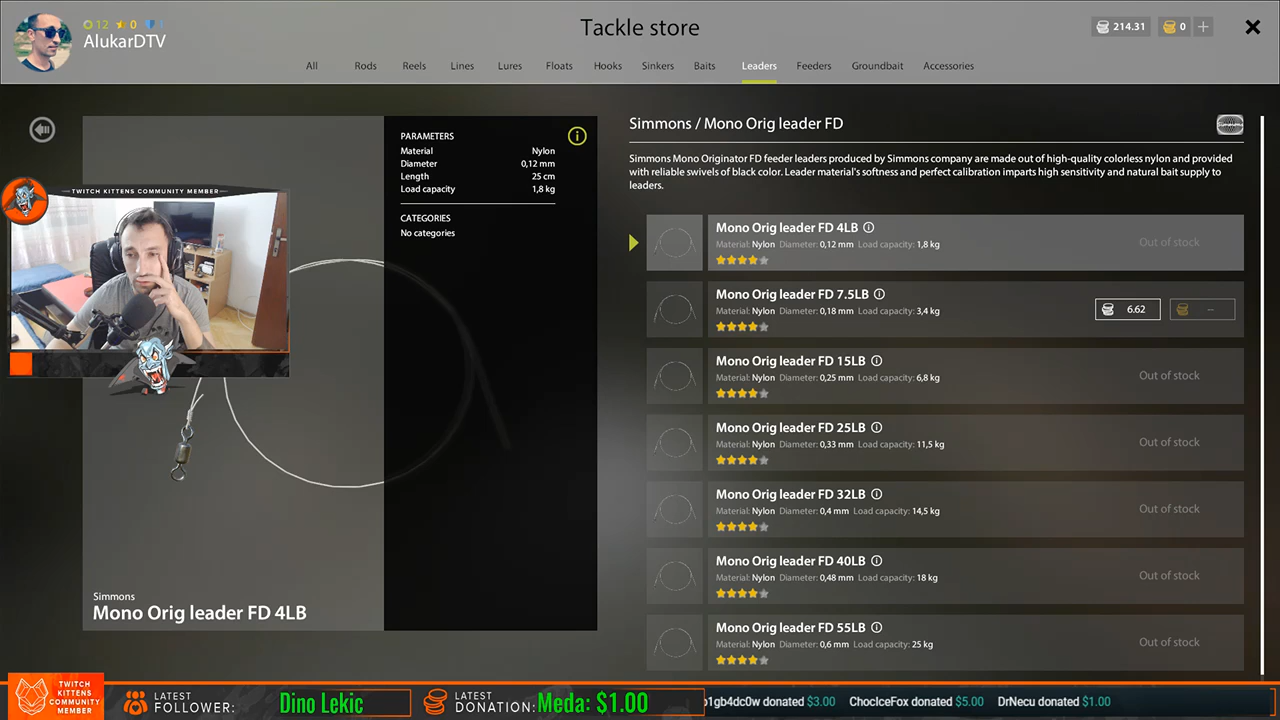 12 0 1
AlukarDTV
Tackle store
214.31 0 +
All Rods Reels Lines Lures Floats Hooks Sinkers Baits Leaders Feeders Groundbait Accessories
PARAMETERS
Material Nylon
Diameter 0,12 mm
Length 25 cm
Load capacity 1,8 kg
CATEGORIES
No categories
TWITCH KITTENS COMMUNITY MEMBER
Simmons
Mono Orig leader FD 4LB
Simmons / Mono Orig leader FD
Simmons
Simmons Mono Originator FD feeder leaders produced by Simmons company are made out of high-quality colorless nylon and provided
with reliable swivels of black color. Leader material's softness and perfect calibration imparts high sensitivity and natural bait supply to
leaders.
Mono Orig leader FD 4LB
Material: Nylon Diameter: 0,12 mm Load capacity: 1,8 kg
Out of stock
Mono Orig leader FD 7.5LB
Material: Nylon Diameter: 0,18 mm Load capacity: 3,4 kg
6.62 --
Mono Orig leader FD 15LB
Material: Nylon Diameter: 0,25 mm Load capacity: 6,8 kg
Out of stock
Mono Orig leader FD 25LB
Material: Nylon Diameter: 0,33 mm Load capacity: 11,5 kg
Out of stock
Mono Orig leader FD 32LB
Material: Nylon Diameter: 0,4 mm Load capacity: 14,5 kg
Out of stock
Mono Orig leader FD 40LB
Material: Nylon Diameter: 0,48 mm Load capacity: 18 kg
Out of stock
Mono Orig leader FD 55LB
Material: Nylon Diameter: 0,6 mm Load capacity: 25 kg
Out of stock
TWITCH
KITTENS
COMMUNITY
MEMBER
LATEST
FOLLOWER:
Dino Lekic
LATEST
DONATION:
Meda: $1.00
1gb4dc0w donated $3.00 ChocIceFox donated $5.00 DrNecu donated $1.00